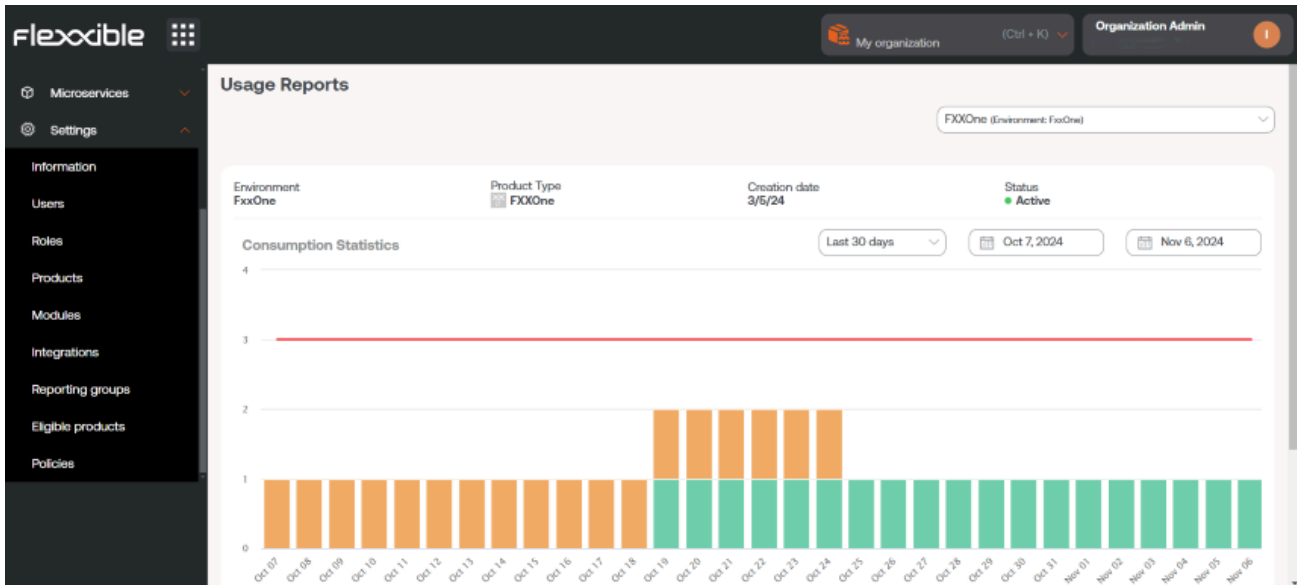 Flexxible
My organization (Ctrl + K)
Organization Admin
I
Microservices
Settings
Information
Users
Roles
Products
Modules
Integrations
Reporting groups
Eligible products
Policies
Usage Reports
FXXOne (Environment: FxxOne)
Environment Product Type Creation date Status
FxxOne FXXOne 3/5/24 Active
Consumption Statistics Last 30 days Oct 7, 2024 Nov 6, 2024
4
3
2
1
0
Oct 07 Oct 08 Oct 09 Oct 10 Oct 11 Oct 12 Oct 13 Oct 14 Oct 15 Oct 16 Oct 17 Oct 18 Oct 19 Oct 20 Oct 21 Oct 22 Oct 23 Oct 24 Oct 25 Oct 26 Oct 27 Oct 28 Oct 29 Oct 30 Oct 31 Nov 01 Nov 02 Nov 03 Nov 04 Nov 05 Nov 06